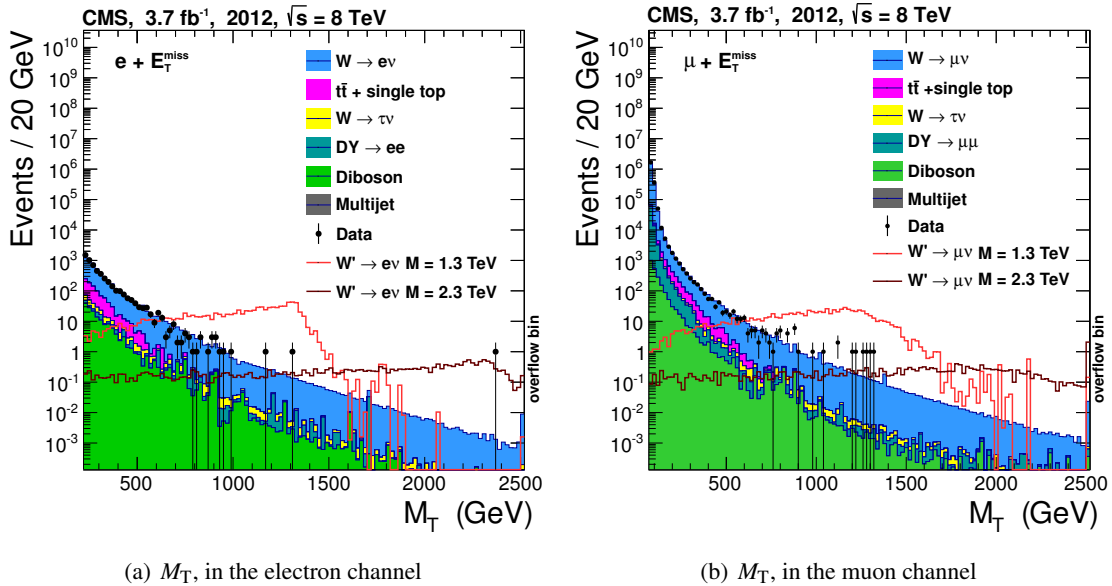 CMS, 3.7 fb⁻¹, 2012, √s = 8 TeV
e + E_T^miss
W → eν
tt̄ + single top
W → τν
DY → ee
Diboson
Multijet
Data
W' → eν M = 1.3 TeV
W' → eν M = 2.3 TeV
Events / 20 GeV
10¹⁰
10⁹
10⁸
10⁷
10⁶
10⁵
10⁴
10³
10²
10
1
10⁻¹
10⁻²
10⁻³
overflow bin
500 1000 1500 2000 2500
M_T (GeV)
(a) M_T, in the electron channel
CMS, 3.7 fb⁻¹, 2012, √s = 8 TeV
μ + E_T^miss
W → μν
tt̄ +single top
W → τν
DY → μμ
Diboson
Multijet
Data
W' → μν M = 1.3 TeV
W' → μν M = 2.3 TeV
Events / 20 GeV
10¹⁰
10⁹
10⁸
10⁷
10⁶
10⁵
10⁴
10³
10²
10
1
10⁻¹
10⁻²
10⁻³
overflow bin
500 1000 1500 2000 2500
M_T (GeV)
(b) M_T, in the muon channel